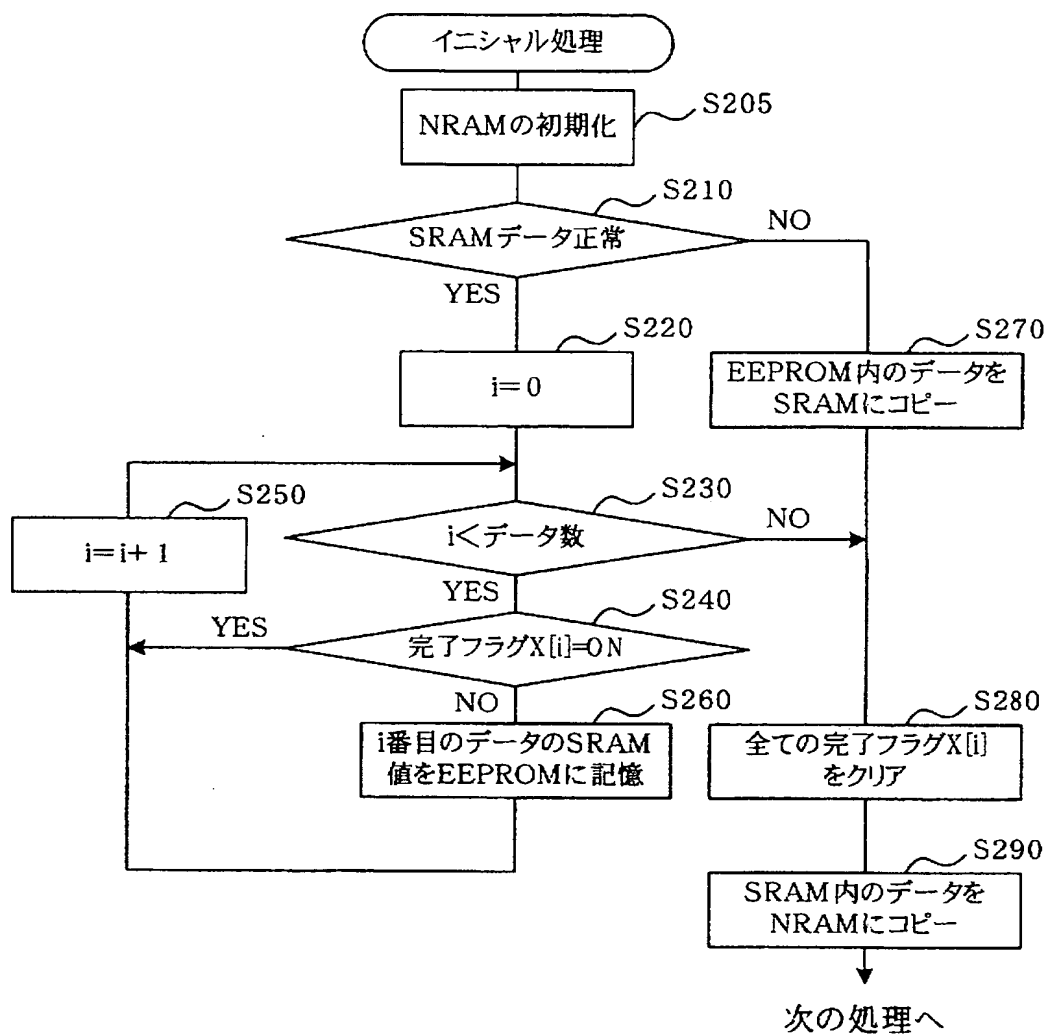 イニシャル処理
S205
NRAMの初期化
S210
SRAMデータ正常
NO
YES
S220
i=0
S270
EEPROM内のデータを
SRAMにコピー
S250
i=i+1
S230
i<データ数
NO
YES
S240
完了フラグX[i]=ON
YES
NO
S260
i番目のデータのSRAM
値をEEPROMに記憶
S280
全ての完了フラグX[i]
をクリア
S290
SRAM内のデータを
NRAMにコピー
次の処理へ